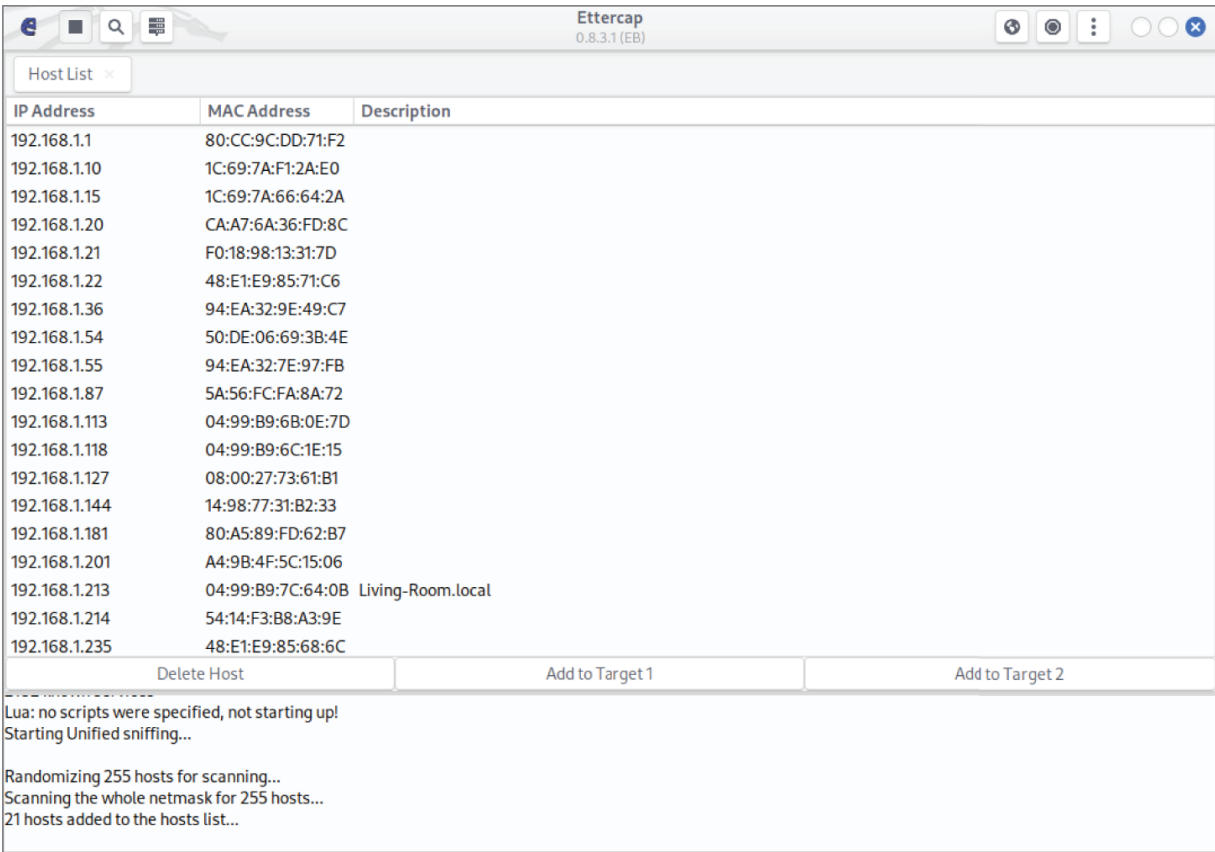 Ettercap
0.8.3.1 (EB)
Host List ×
IP Address MAC Address Description
192.168.1.1 80:CC:9C:DD:71:F2
192.168.1.10 1C:69:7A:F1:2A:E0
192.168.1.15 1C:69:7A:66:64:2A
192.168.1.20 CA:A7:6A:36:FD:8C
192.168.1.21 F0:18:98:13:31:7D
192.168.1.22 48:E1:E9:85:71:C6
192.168.1.36 94:EA:32:9E:49:C7
192.168.1.54 50:DE:06:69:3B:4E
192.168.1.55 94:EA:32:7E:97:FB
192.168.1.87 5A:56:FC:FA:8A:72
192.168.1.113 04:99:B9:6B:0E:7D
192.168.1.118 04:99:B9:6C:1E:15
192.168.1.127 08:00:27:73:61:B1
192.168.1.144 14:98:77:31:B2:33
192.168.1.181 80:A5:89:FD:62:B7
192.168.1.201 A4:9B:4F:5C:15:06
192.168.1.213 04:99:B9:7C:64:0B Living-Room.local
192.168.1.214 54:14:F3:B8:A3:9E
192.168.1.235 48:E1:E9:85:68:6C
Delete Host Add to Target 1 Add to Target 2
Lua: no scripts were specified, not starting up!
Starting Unified sniffing...
Randomizing 255 hosts for scanning...
Scanning the whole netmask for 255 hosts...
21 hosts added to the hosts list...